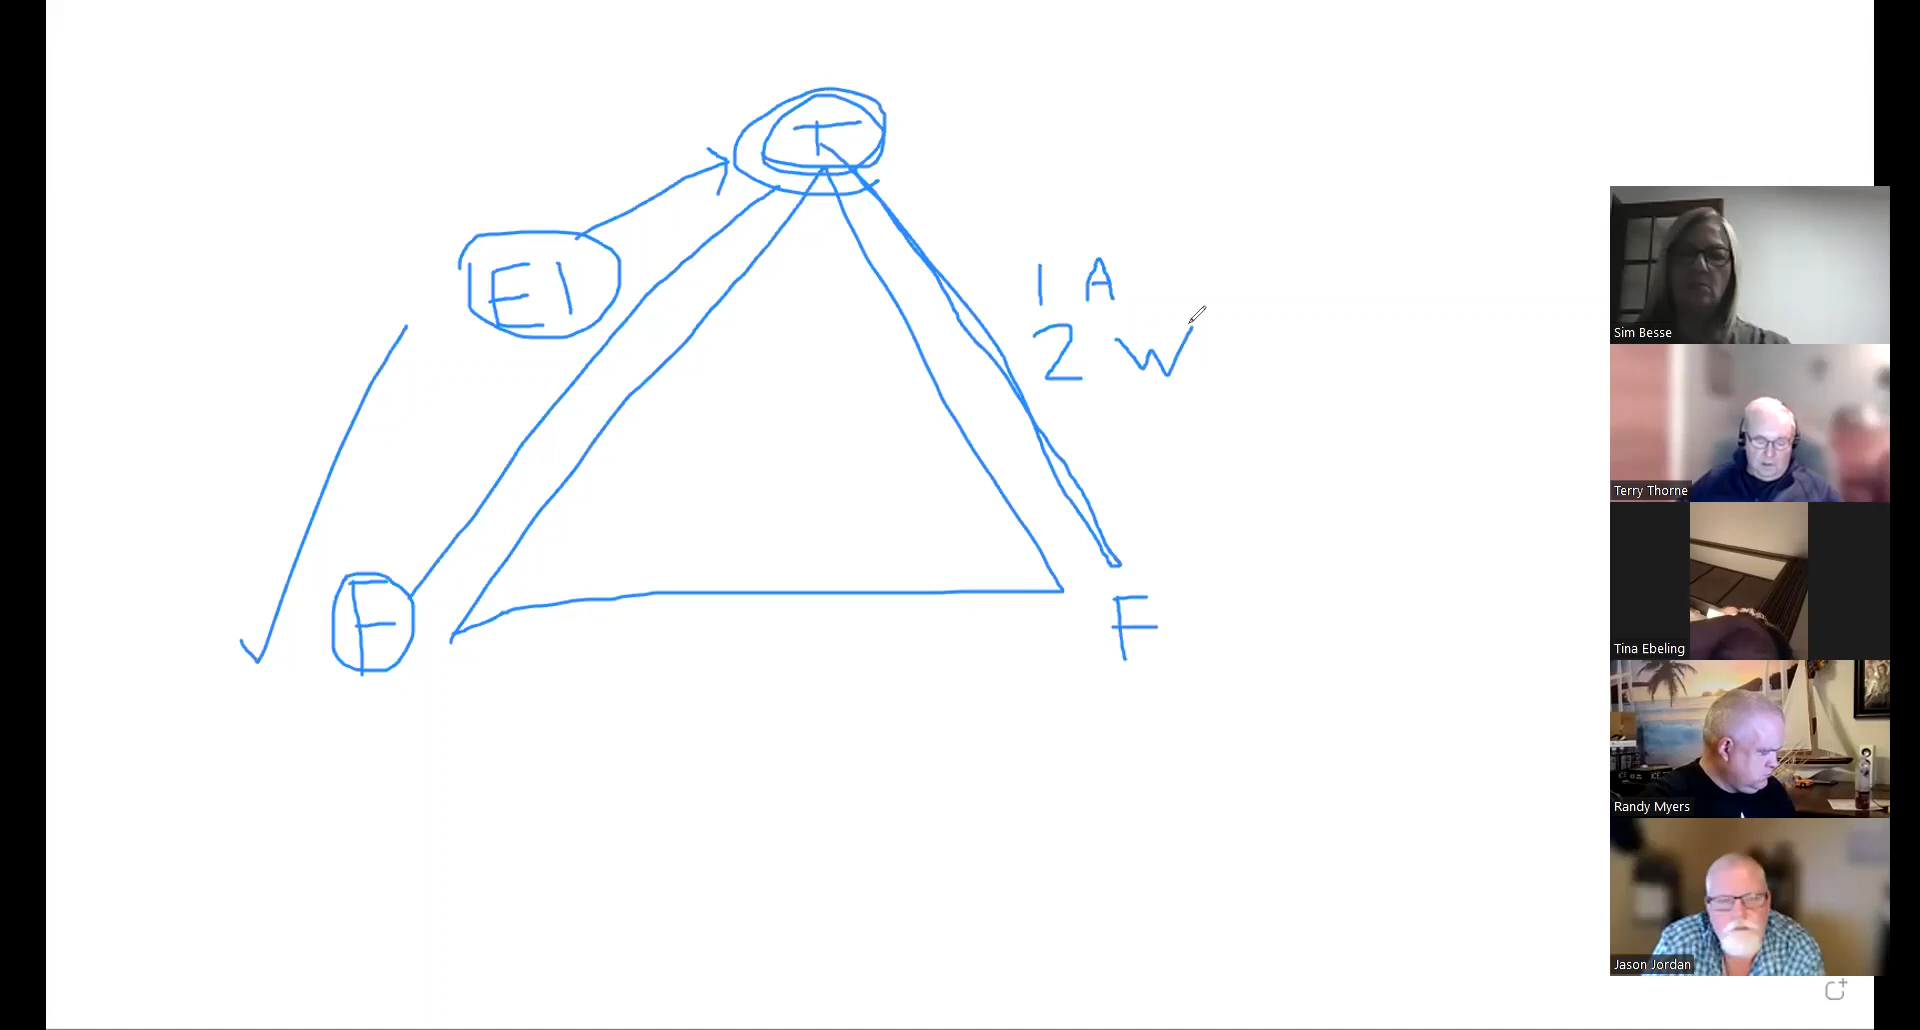 T
E1
1 A
2 W
F
F
Sim Besse
Terry Thorne
Tina Ebeling
Randy Myers
Jason Jordan